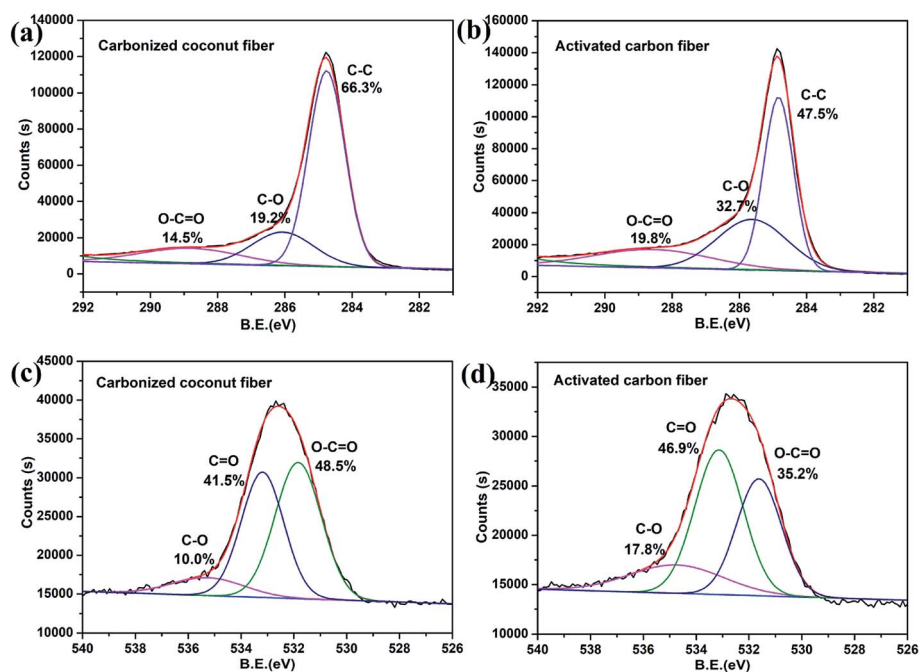 (a)
Carbonized coconut fiber
C-C
66.3%
C-O
19.2%
O-C=O
14.5%
140000
120000
100000
80000
60000
40000
20000
0
Counts (s)
292 290 288 286 284 282
B.E.(eV)
(b)
Activated carbon fiber
C-C
47.5%
C-O
32.7%
O-C=O
19.8%
160000
140000
120000
100000
80000
60000
40000
20000
0
Counts (s)
292 290 288 286 284 282
B.E.(eV)
(c)
Carbonized coconut fiber
C=O
41.5%
O-C=O
48.5%
C-O
10.0%
45000
40000
35000
30000
25000
20000
15000
10000
Counts (s)
540 538 536 534 532 530 528 526
B.E.(eV)
(d)
Activated carbon fiber
C=O
46.9%
O-C=O
35.2%
C-O
17.8%
35000
30000
25000
20000
15000
10000
Counts (s)
540 538 536 534 532 530 528 526
B.E.(eV)